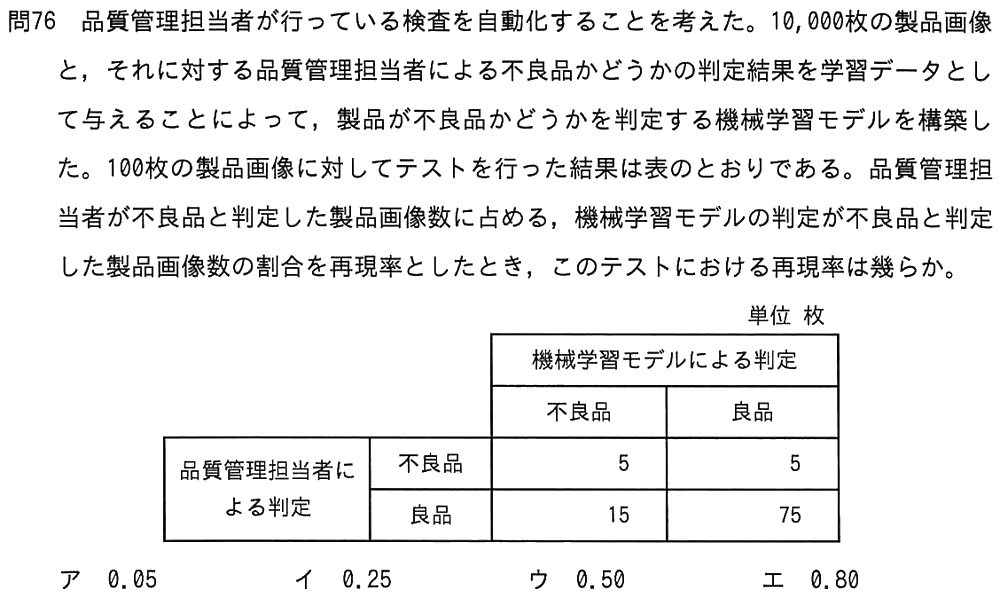 問76　品質管理担当者が行っている検査を自動化することを考えた。10,000枚の製品画像
と，それに対する品質管理担当者による不良品かどうかの判定結果を学習データとし
て与えることによって，製品が不良品かどうかを判定する機械学習モデルを構築し
た。100枚の製品画像に対してテストを行った結果は表のとおりである。品質管理担
当者が不良品と判定した製品画像数に占める，機械学習モデルの判定が不良品と判定
した製品画像数の割合を再現率としたとき，このテストにおける再現率は幾らか。
単位 枚
機械学習モデルによる判定
不良品 良品
品質管理担当者に
よる判定
不良品 5 5
良品 15 75
ア 0.05 イ 0.25 ウ 0.50 エ 0.80